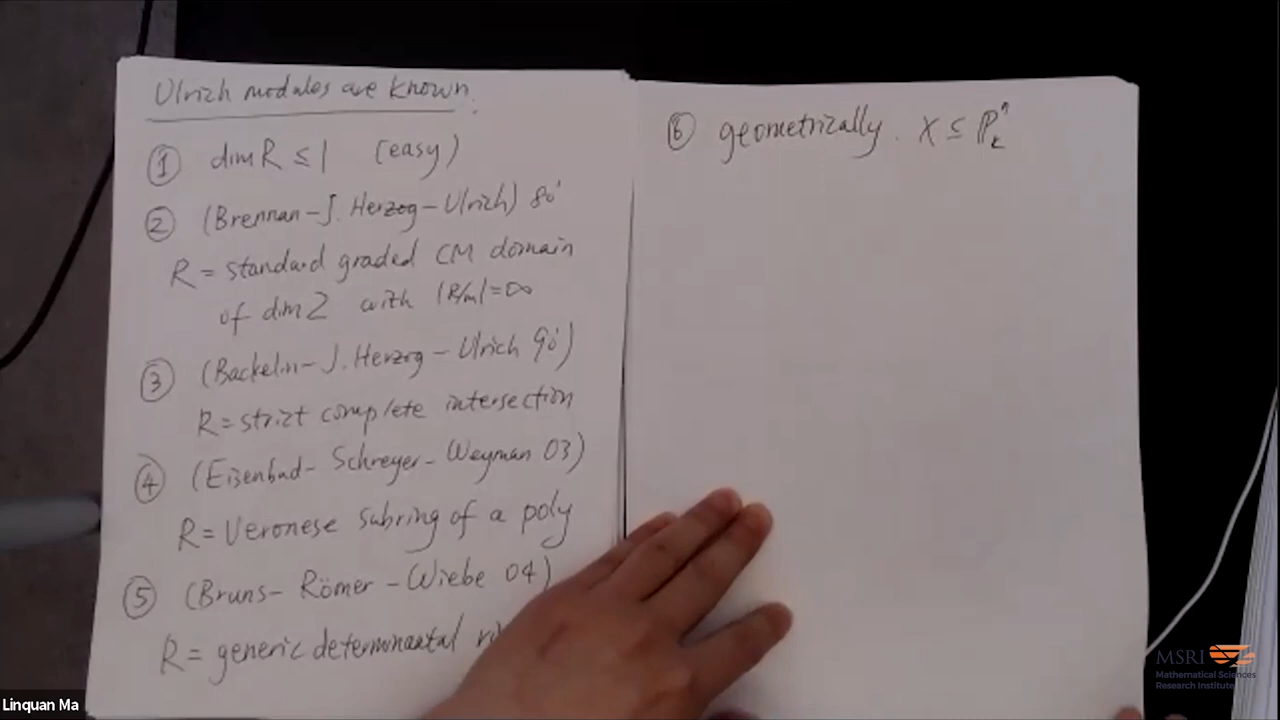 Ulrich modules are known.
① dim R ≤ 1 (easy)
② (Brennan - J. Herzog - Ulrich) 80'
R = standard graded CM domain
of dim 2 with |R/m| = ∞
③ (Backelin - J. Herzog - Ulrich 90')
R = strict complete intersection
④ (Eisenbud - Schreyer - Weyman 03)
R = Veronese subring of a poly
⑤ (Bruns - Römer - Wiebe 04)
R = generic determinantal
⑥ geometrically. X ⊆ ℙₖⁿ
MSRI
Mathematical Sciences
Research Institute
Linquan Ma